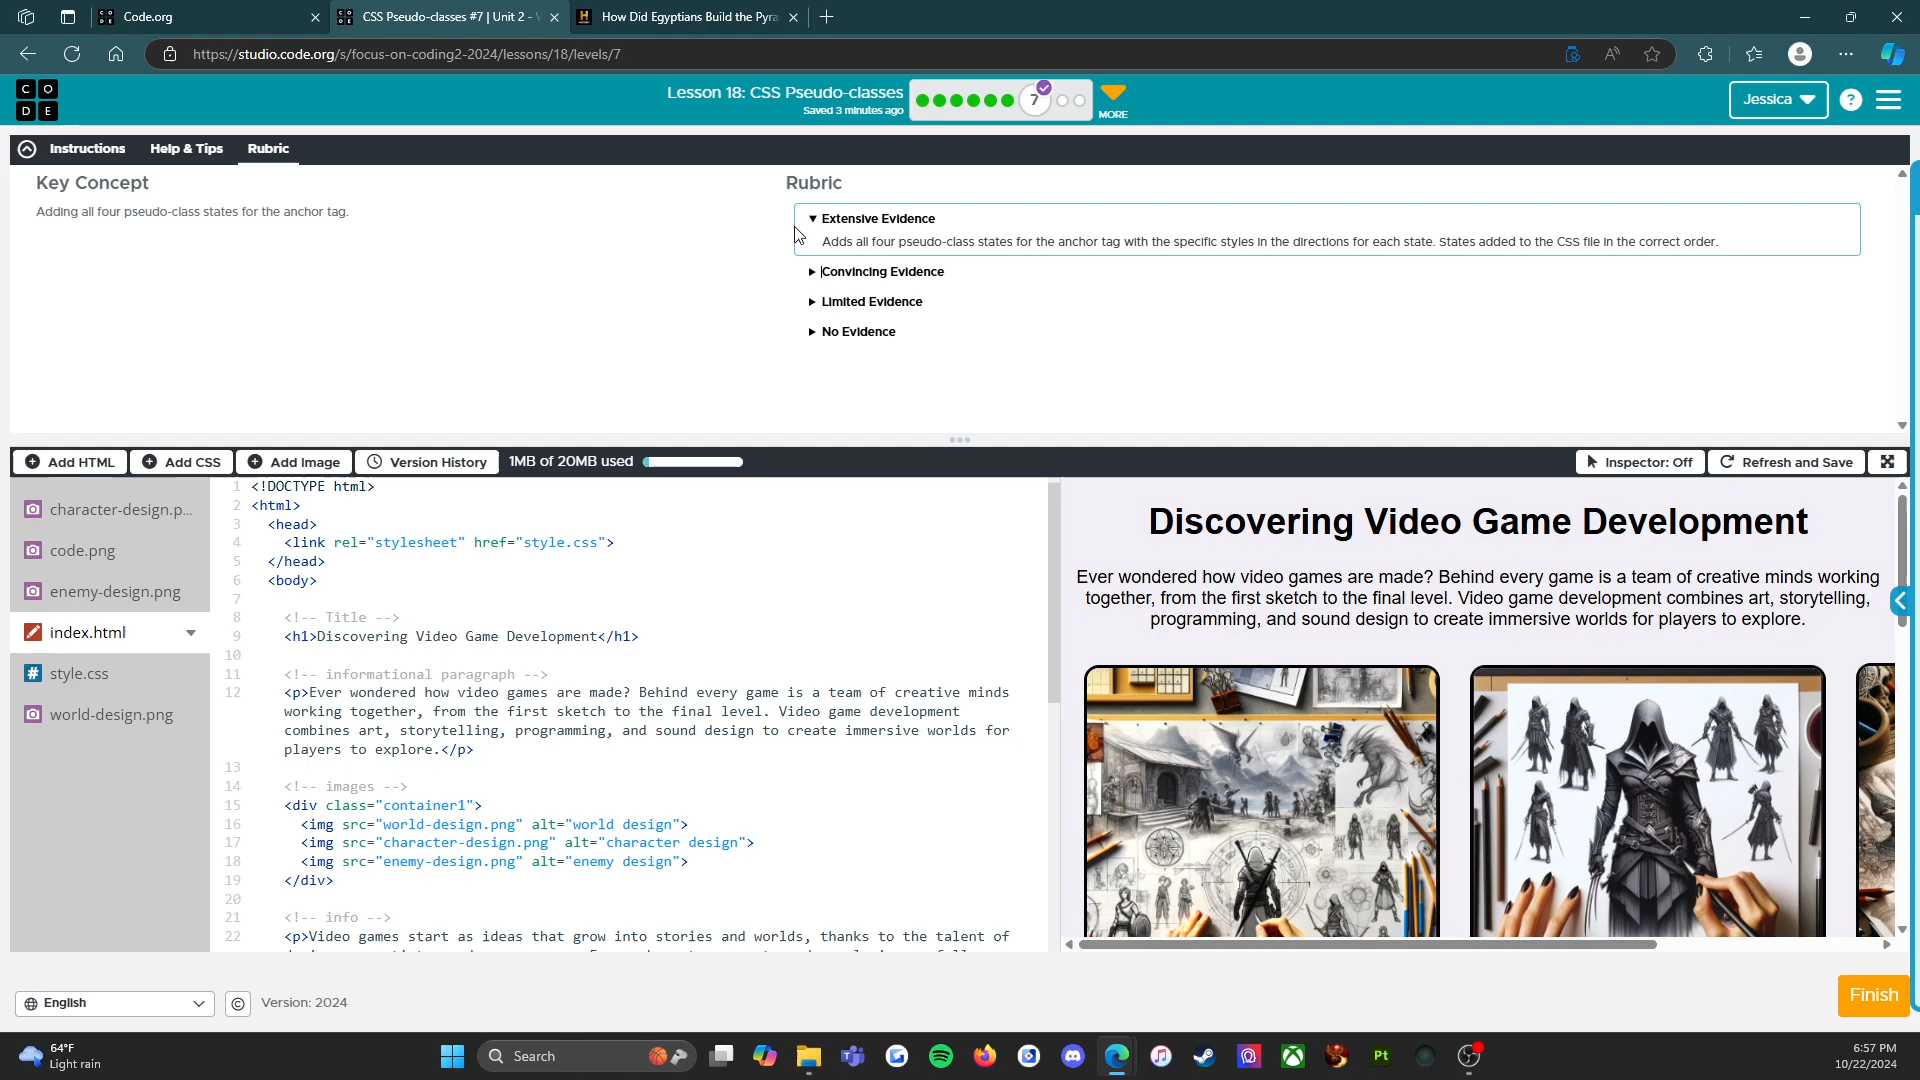 Code.org
CSS Pseudo-classes #7 | Unit 2 -
How Did Egyptians Build the Pyra
https://studio.code.org/s/focus-on-coding2-2024/lessons/18/levels/7
C O
D E
Lesson 18: CSS Pseudo-classes
Saved 3 minutes ago
7
MORE
Jessica
?
Instructions
Help & Tips
Rubric
Key Concept
Adding all four pseudo-class states for the anchor tag.
Rubric
Extensive Evidence
Adds all four pseudo-class states for the anchor tag with the specific styles in the directions for each state. States added to the CSS file in the correct order.
Convincing Evidence
Limited Evidence
No Evidence
Add HTML
Add CSS
Add Image
Version History
1MB of 20MB used
Inspector: Off
Refresh and Save
character-design.p...
code.png
enemy-design.png
index.html
style.css
world-design.png
1 <!DOCTYPE html>
2 <html>
3 <head>
4 <link rel="stylesheet" href="style.css">
5 </head>
6 <body>
7
8 <!-- Title -->
9 <h1>Discovering Video Game Development</h1>
10
11 <!-- informational paragraph -->
12 <p>Ever wondered how video games are made? Behind every game is a team of creative minds
working together, from the first sketch to the final level. Video game development
combines art, storytelling, programming, and sound design to create immersive worlds for
players to explore.</p>
13
14 <!-- images -->
15 <div class="container1">
16 <img src="world-design.png" alt="world design">
17 <img src="character-design.png" alt="character design">
18 <img src="enemy-design.png" alt="enemy design">
19 </div>
20
21 <!-- info -->
22 <p>Video games start as ideas that grow into stories and worlds, thanks to the talent of
Discovering Video Game Development
Ever wondered how video games are made? Behind every game is a team of creative minds working
together, from the first sketch to the final level. Video game development combines art, storytelling,
programming, and sound design to create immersive worlds for players to explore.
English
©
Version: 2024
Finish
64°F
Light rain
Search
Pt
6:57 PM
10/22/2024